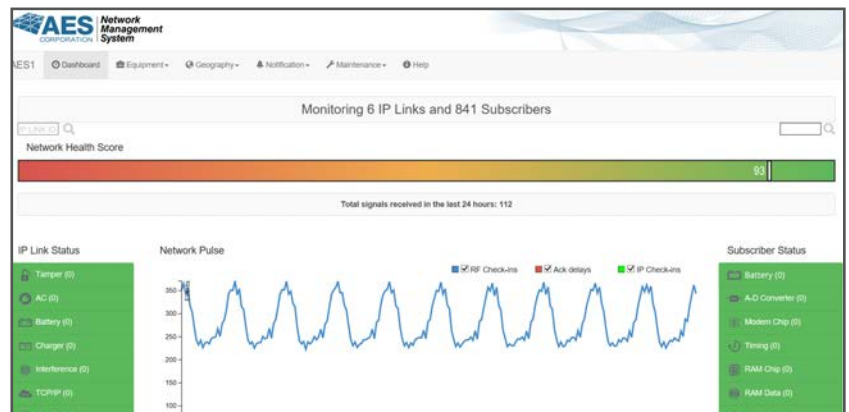 AES Network
Management
CORPORATION System
AES1 Dashboard Equipment Geography Notification Maintenance Help
Monitoring 6 IP Links and 841 Subscribers
IP LINK ID
Network Health Score
93
Total signals received in the last 24 hours: 112
IP Link Status
Tamper (0)
AC (0)
Battery (0)
Charger (0)
Interference (0)
TCP/IP (0)
Network Pulse
RF Check-ins Ack delays IP Check-ins
350
300
250
200
150
100
Subscriber Status
Battery (0)
A-D Converter (0)
Modem Chip (0)
Timing (0)
RAM Chip (0)
RAM Data (0)